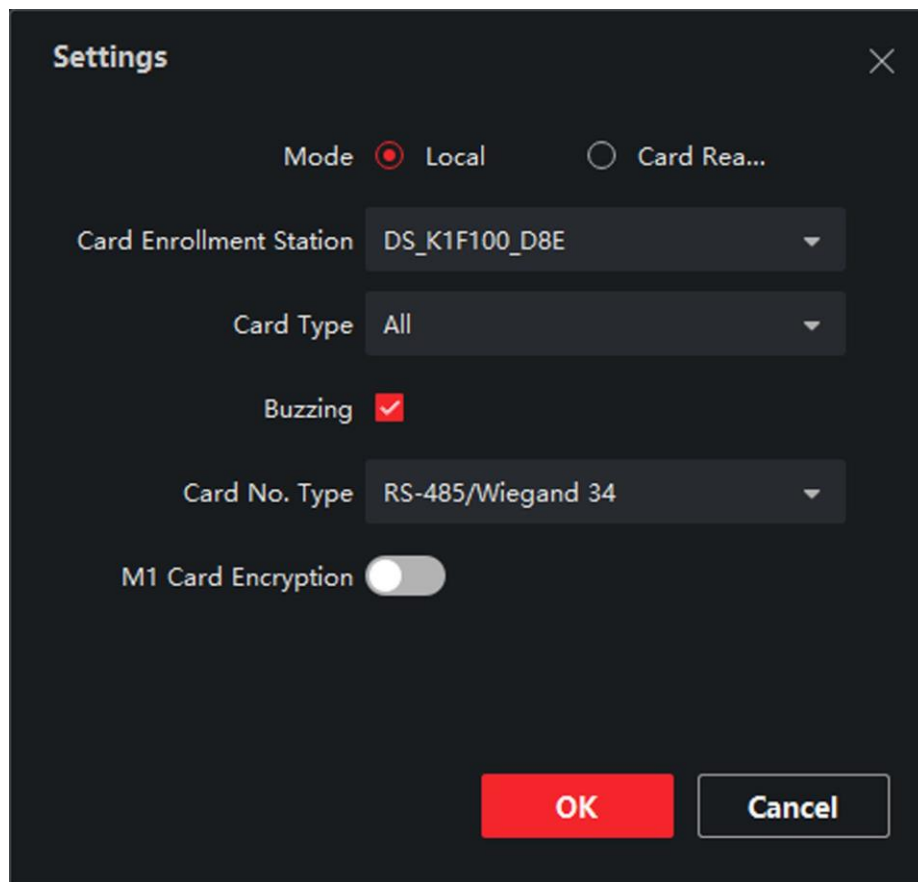 Settings
Mode Local Card Rea...
Card Enrollment Station DS_K1F100_D8E
Card Type All
Buzzing
Card No. Type RS-485/Wiegand 34
M1 Card Encryption
OK Cancel